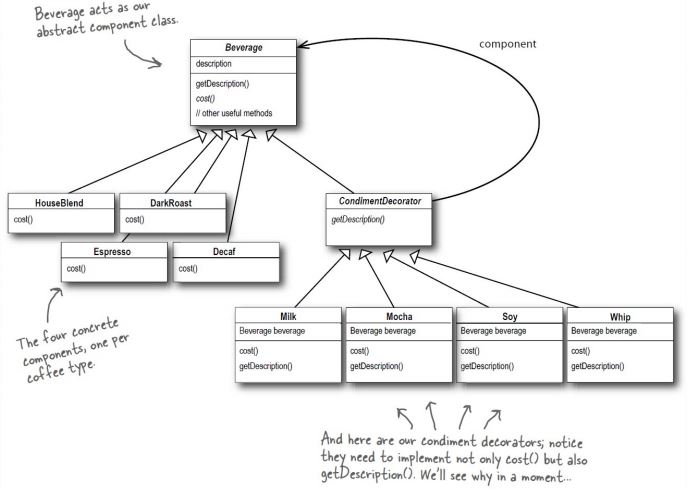 Beverage acts as our
abstract component class.
Beverage
description
getDescription()
cost()
// other useful methods
component
HouseBlend
cost()
DarkRoast
cost()
CondimentDecorator
getDescription()
Espresso
cost()
Decaf
cost()
The four concrete
components, one per
coffee type.
Milk
Beverage beverage
cost()
getDescription()
Mocha
Beverage beverage
cost()
getDescription()
Soy
Beverage beverage
cost()
getDescription()
Whip
Beverage beverage
cost()
getDescription()
And here are our condiment decorators; notice
they need to implement not only cost() but also
getDescription(). We'll see why in a moment...